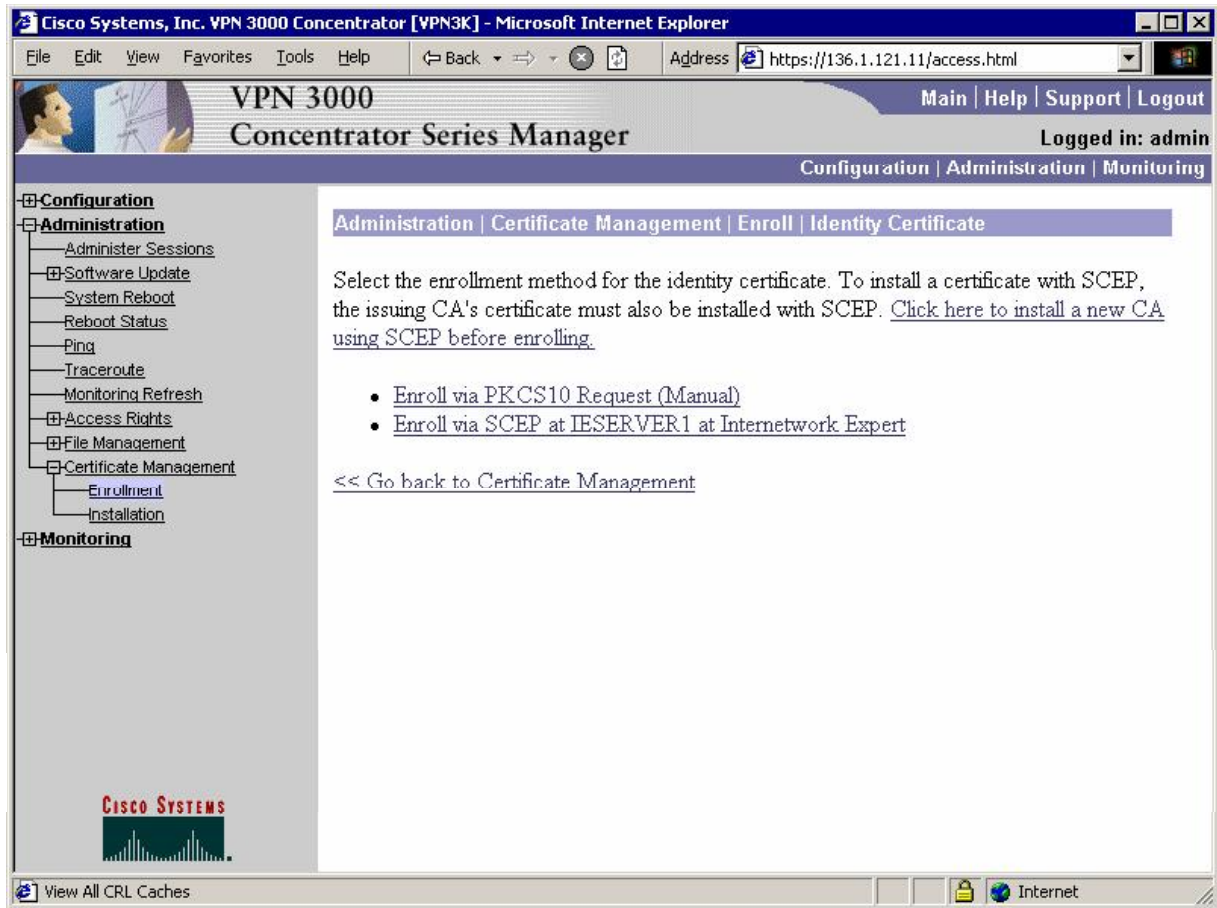 Cisco Systems, Inc. VPN 3000 Concentrator [VPN3K] - Microsoft Internet Explorer
File Edit View Favorites Tools Help Back Address https://136.1.121.11/access.html
VPN 3000
Concentrator Series Manager
Main | Help | Support | Logout
Logged in: admin
Configuration | Administration | Monitoring
Configuration
Administration
Administer Sessions
Software Update
System Reboot
Reboot Status
Ping
Traceroute
Monitoring Refresh
Access Rights
File Management
Certificate Management
Enrollment
Installation
Monitoring
Administration | Certificate Management | Enroll | Identity Certificate
Select the enrollment method for the identity certificate. To install a certificate with SCEP,
the issuing CA's certificate must also be installed with SCEP. Click here to install a new CA
using SCEP before enrolling.
• Enroll via PKCS10 Request (Manual)
• Enroll via SCEP at IESERVER1 at Internetwork Expert
<< Go back to Certificate Management
CISCO SYSTEMS
View All CRL Caches
Internet